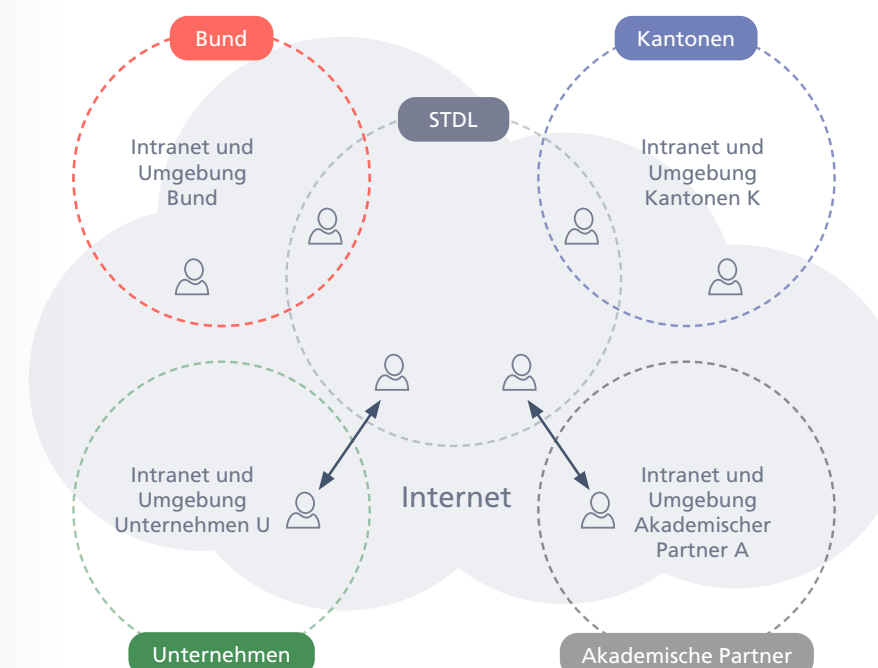 Bund
Kantonen
STDL
Intranet und
Umgebung
Bund
Intranet und
Umgebung
Kantonen K
Internet
Intranet und
Umgebung
Unternehmen U
Intranet und
Umgebung
Akademischer
Partner A
Unternehmen
Akademische Partner